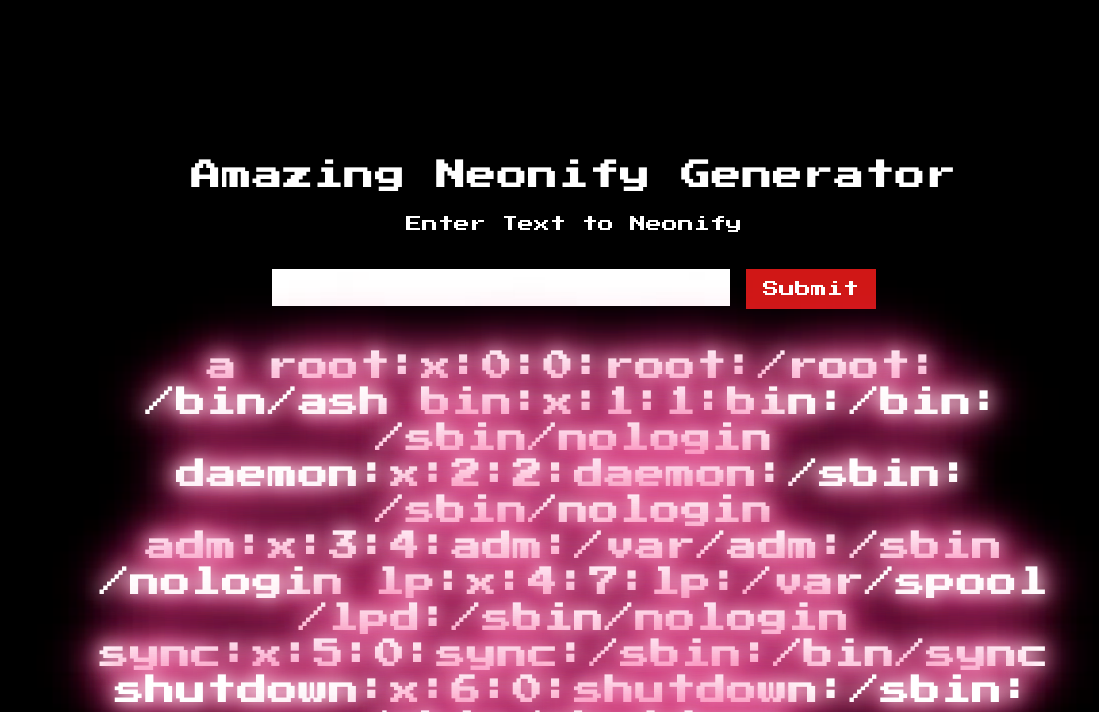 Amazing Neonify Generator
Enter Text to Neonify
Submit
a root:x:0:0:root:/root:
/bin/ash bin:x:1:1:bin:/bin:
/sbin/nologin
daemon:x:2:2:daemon:/sbin:
/sbin/nologin
adm:x:3:4:adm:/var/adm:/sbin
/nologin lp:x:4:7:lp:/var/spool
/lpd:/sbin/nologin
sync:x:5:0:sync:/sbin:/bin/sync
shutdown:x:6:0:shutdown:/sbin: